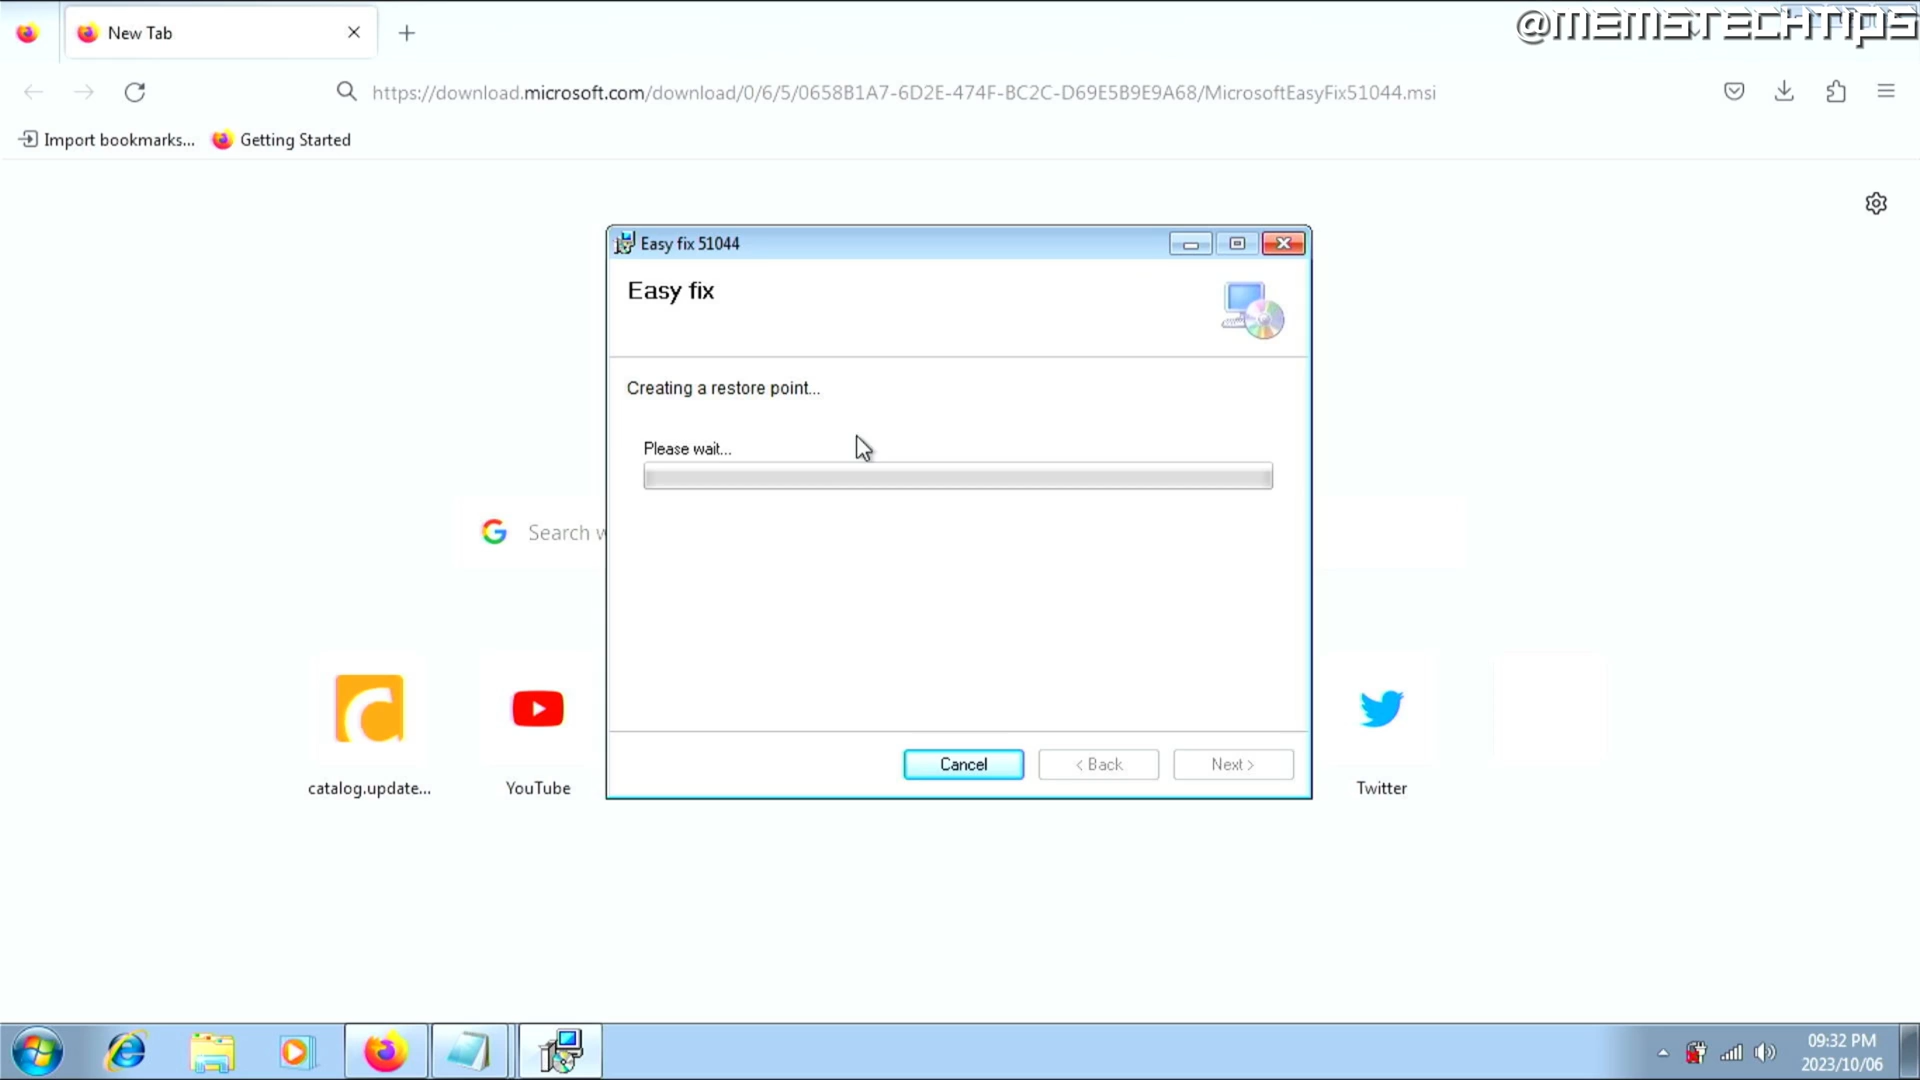 New Tab
@MEMSTECHTIPS
https://download.microsoft.com/download/0/6/5/0658B1A7-6D2E-474F-BC2C-D69E5B9E9A68/MicrosoftEasyFix51044.msi
Import bookmarks... Getting Started
Easy fix 51044
Easy fix
Creating a restore point...
Please wait...
Search w
Cancel < Back Next >
catalog.update... YouTube Twitter
09:32 PM
2023/10/06